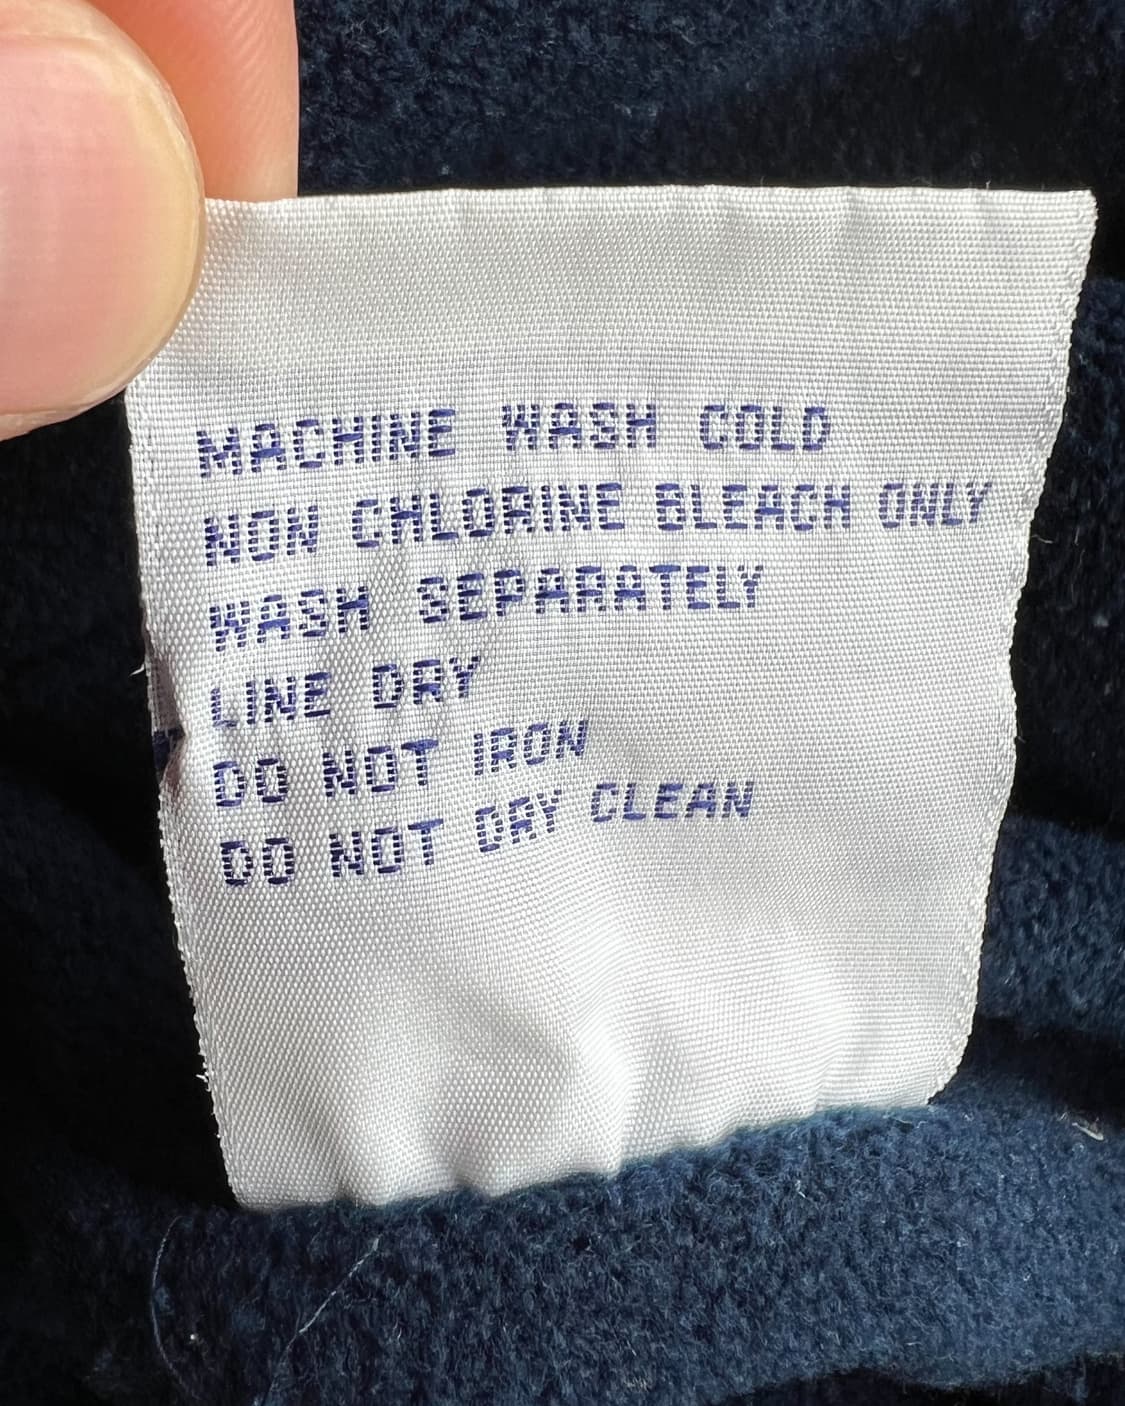 MACHINE WASH COLD
NON CHLORINE BLEACH ONLY
WASH SEPARATELY
LINE DRY
DO NOT IRON
DO NOT DRY CLEAN